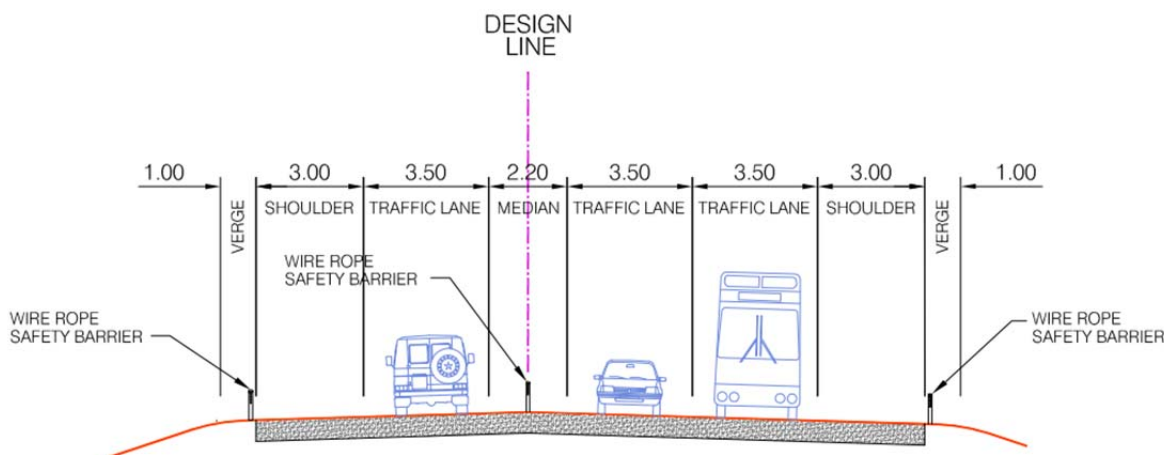 DESIGN
LINE
1.00 3.00 3.50 2.20 3.50 3.50 3.00 1.00
VERGE SHOULDER TRAFFIC LANE MEDIAN TRAFFIC LANE TRAFFIC LANE SHOULDER VERGE
WIRE ROPE
SAFETY BARRIER
WIRE ROPE
SAFETY BARRIER
WIRE ROPE
SAFETY BARRIER